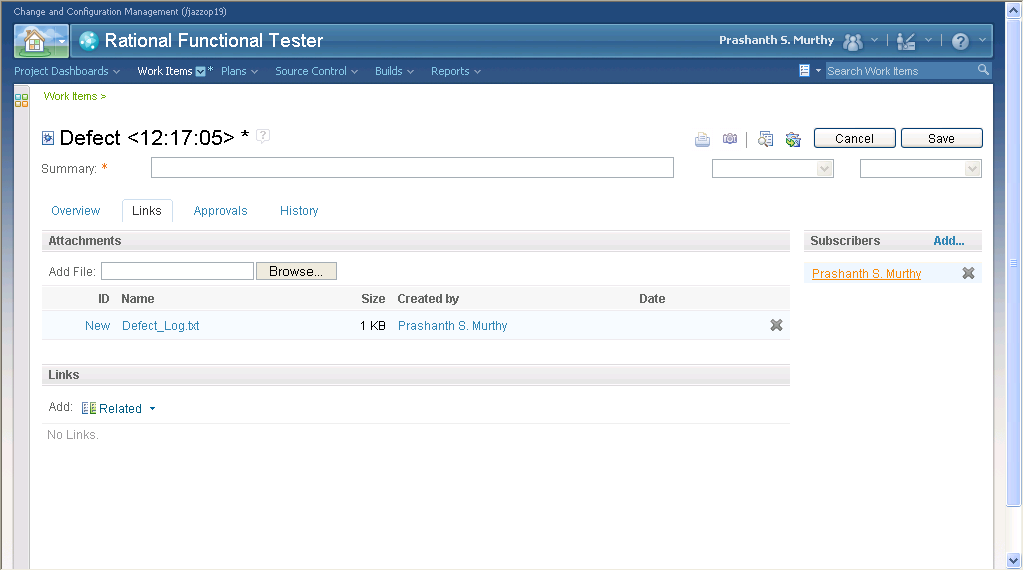 Change and Configuration Management (/jazzop19)
Rational Functional Tester
Prashanth S. Murthy
Project Dashboards Work Items * Plans Source Control Builds Reports
Search Work Items
Work Items >
Defect <12:17:05> * ?
Cancel Save
Summary: *
Overview Links Approvals History
Attachments
Subscribers Add...
Add File: Browse...
Prashanth S. Murthy
ID Name Size Created by Date
New Defect_Log.txt 1 KB Prashanth S. Murthy
Links
Add: Related
No Links.